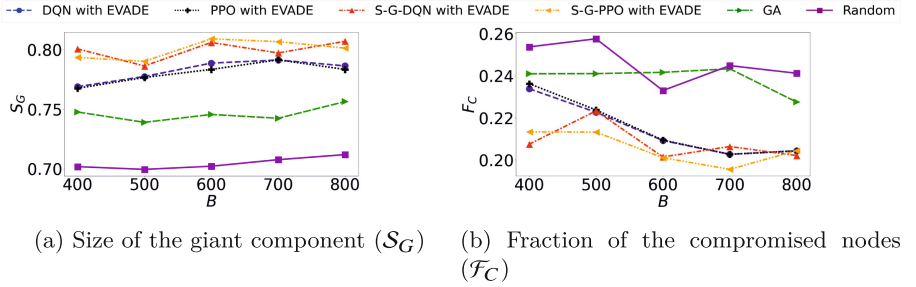 DQN with EVADE PPO with EVADE S-G-DQN with EVADE S-G-PPO with EVADE GA Random
0.80
0.75
0.70
S_G
400 500 600 700 800
B
0.26
0.24
0.22
0.20
F_C
400 500 600 700 800
B
(a) Size of the giant component (𝒮_G)
(b) Fraction of the compromised nodes
(ℱ_C)